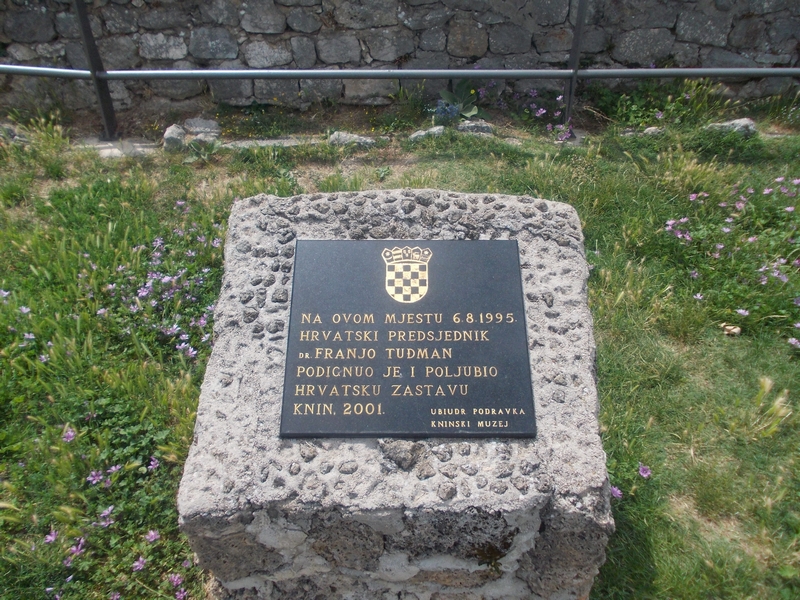 NA OVOM MJESTU 6.8.1995.
HRVATSKI PREDSJEDNIK
DR. FRANJO TUĐMAN
PODIGNUO JE I POLJUBIO
HRVATSKU ZASTAVU
KNIN, 2001.
UBIUDR PODRAVKA
KNINSKI MUZEJ